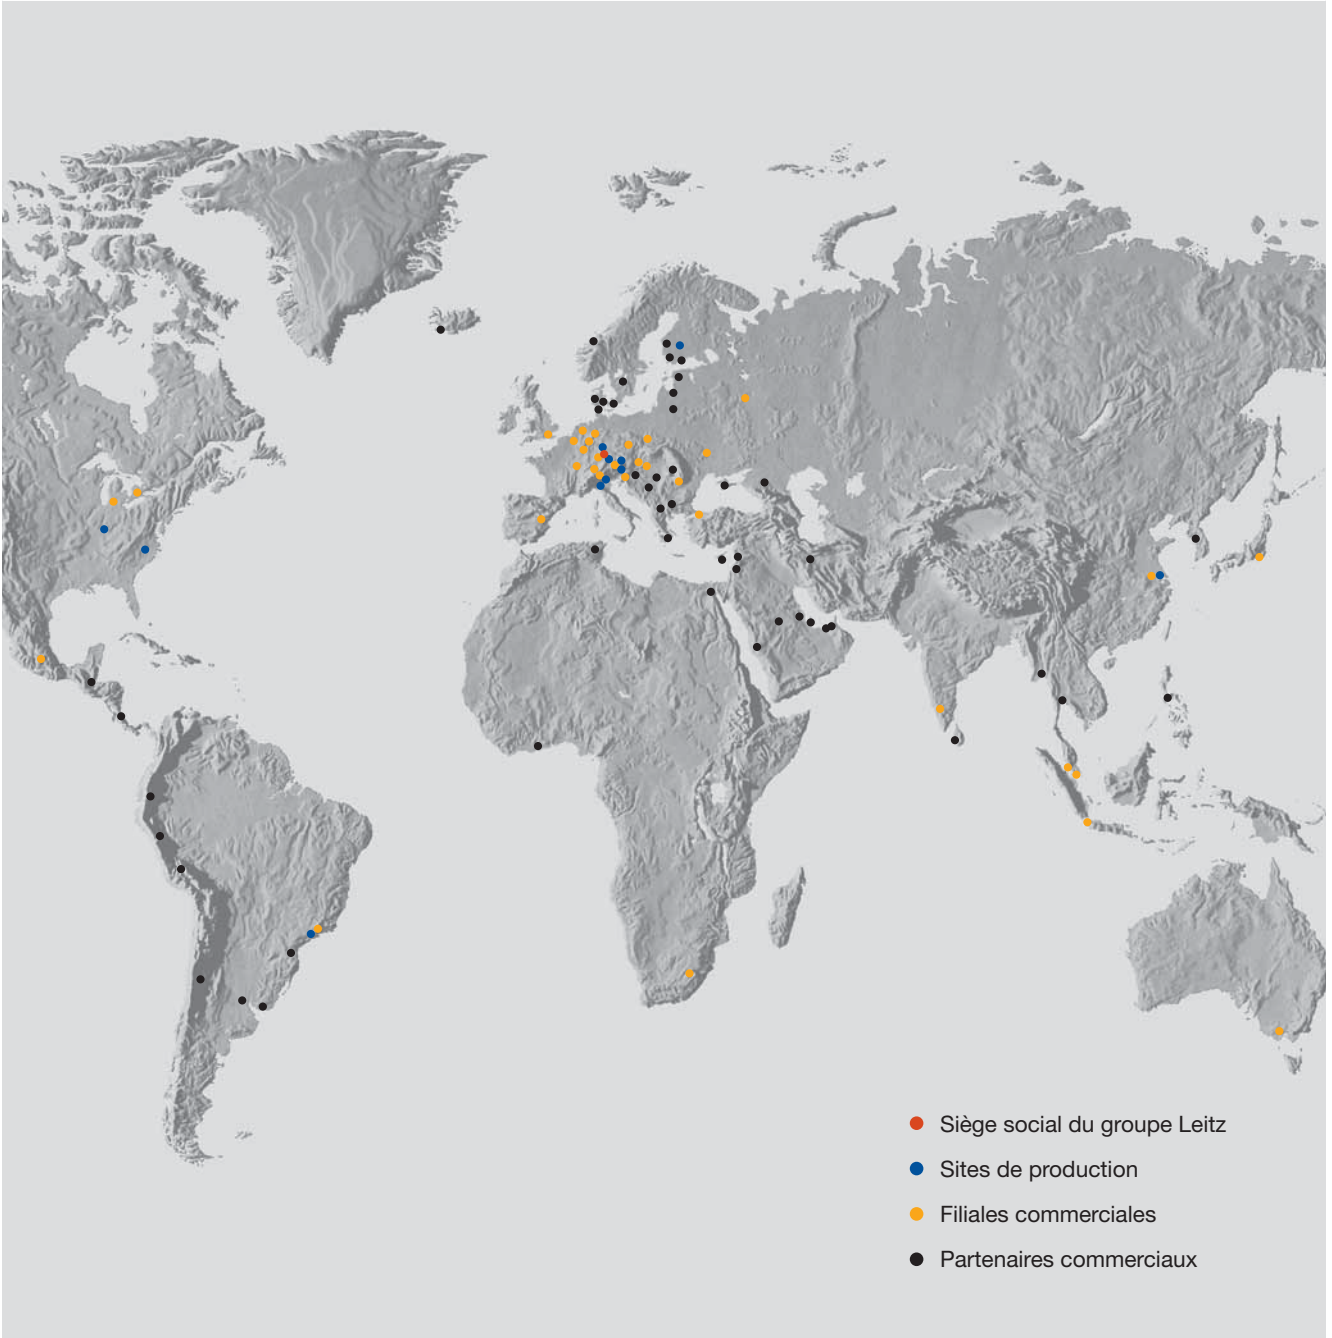 Siège social du groupe Leitz
Sites de production
Filiales commerciales
Partenaires commerciaux